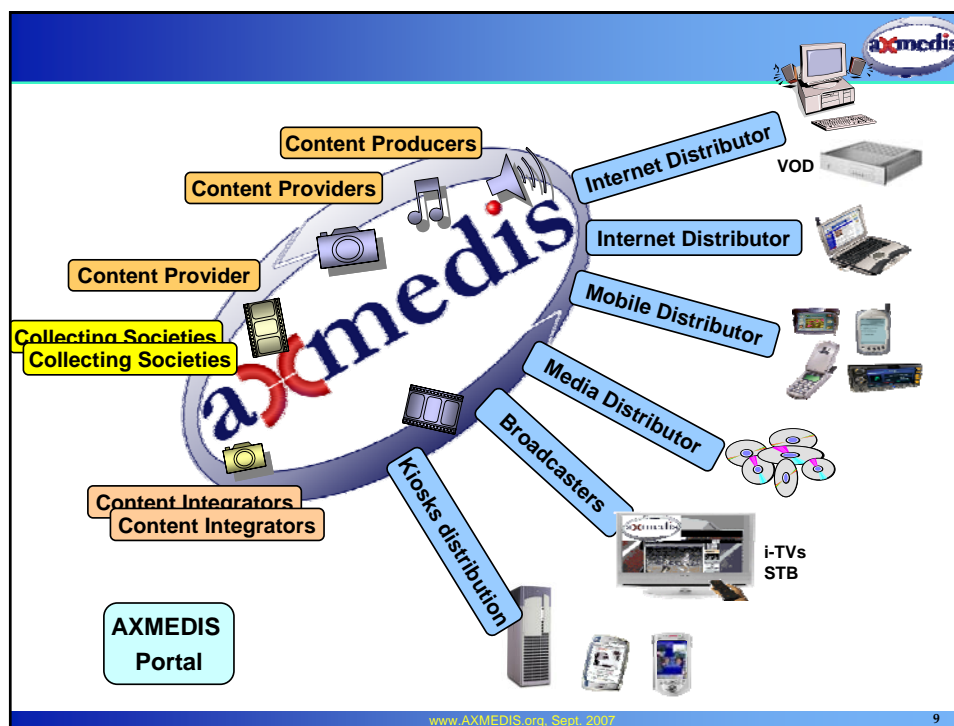 axmedis
Content Producers
Content Providers
Content Provider
Collecting Societies
Collecting Societies
Content Integrators
Content Integrators
axmedis
Internet Distributor
VOD
Internet Distributor
Mobile Distributor
Media Distributor
Broadcasters
Kiosks distribution
axmedis
i-TVs
STB
AXMEDIS
Portal
www.AXMEDIS.org, Sept. 2007
9